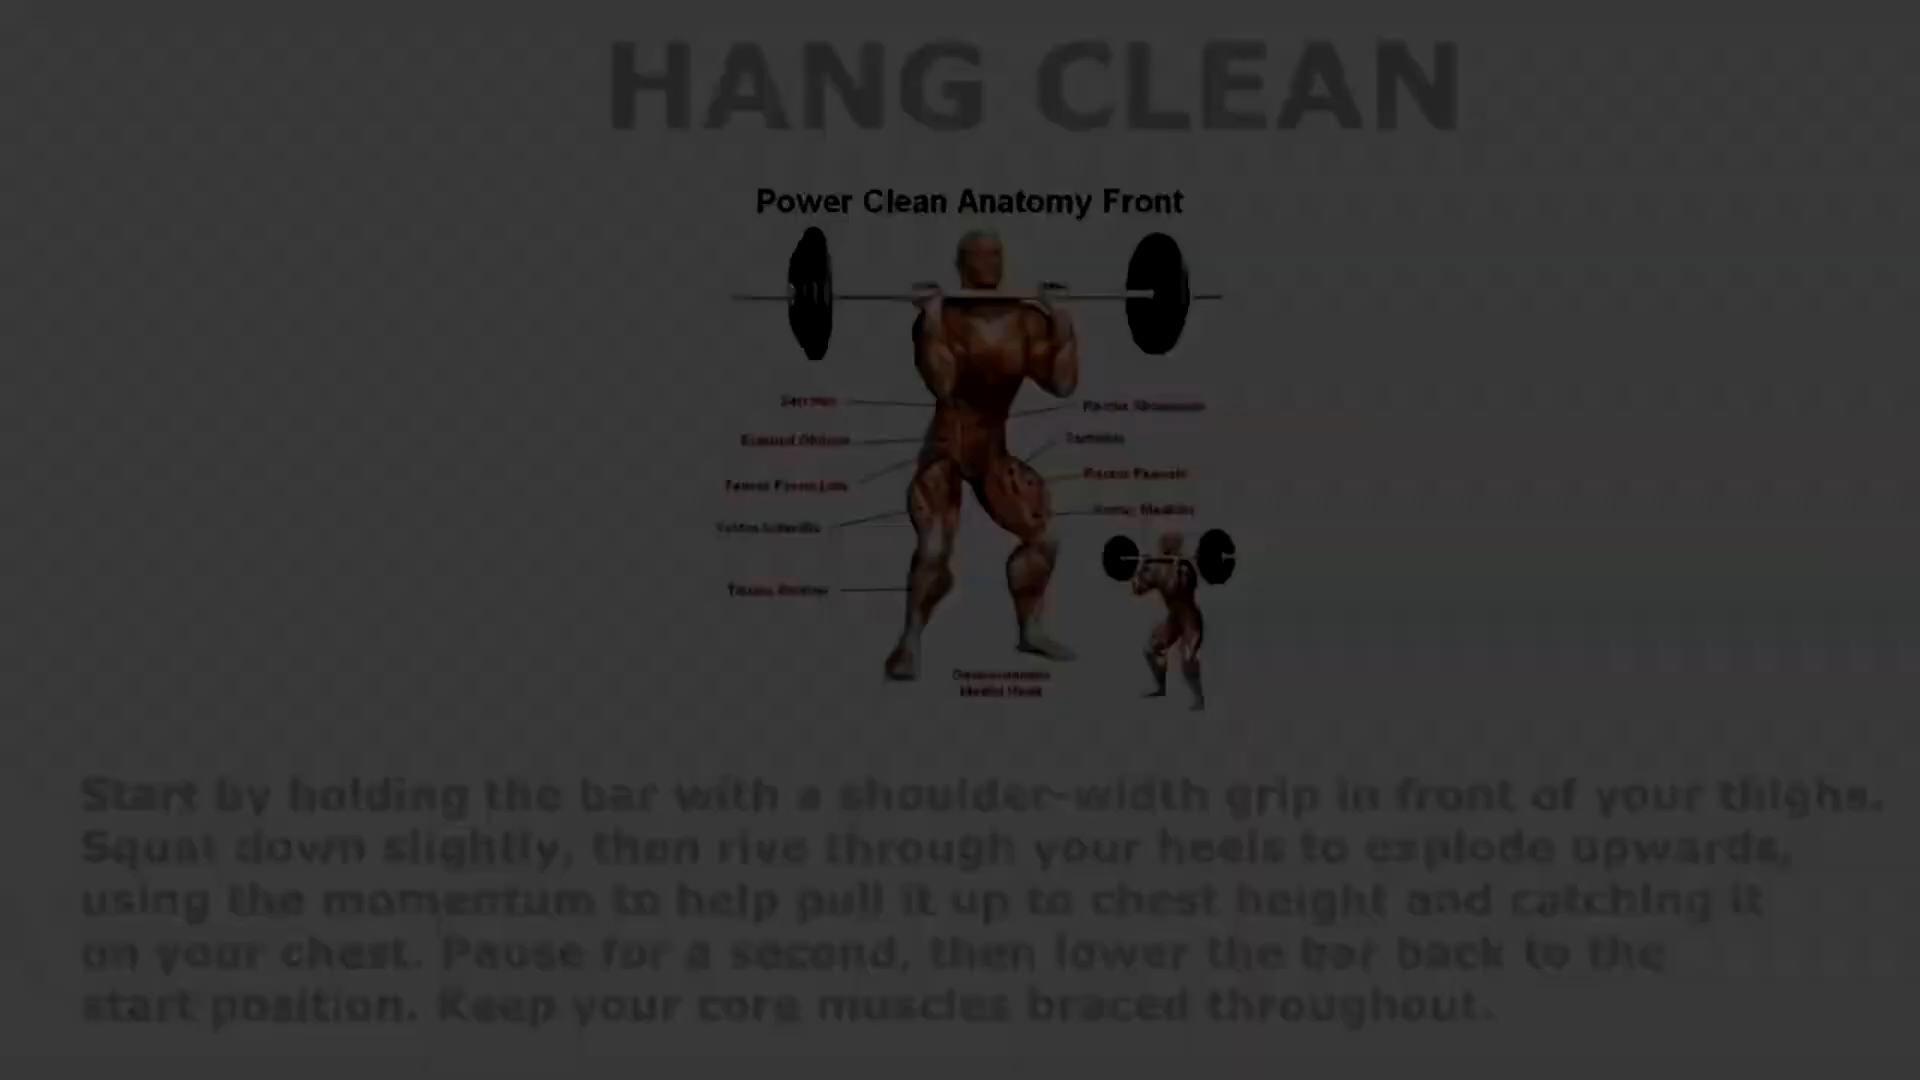 HANG CLEAN
Power Clean Anatomy Front
Start by holding the bar with a shoulder-width grip in front of your thighs.
Squat down slightly, then rive through your heels to explode upwards,
using the momentum to help pull it up to chest height and catching it
on your chest. Pause for a second, then lower the bar back to the
start position. Keep your core muscles braced throughout.